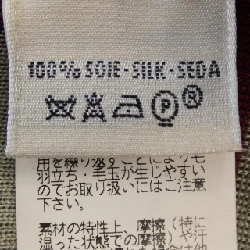 100% SOIE - SILK - SEDA
P ®
用を繰り返すことにより毛
羽立ち・毛玉が生じやすい
のでお取り扱いにはご注意
下さい。
素材の特性上、摩擦(特に
湿った状態での摩擦)や汗